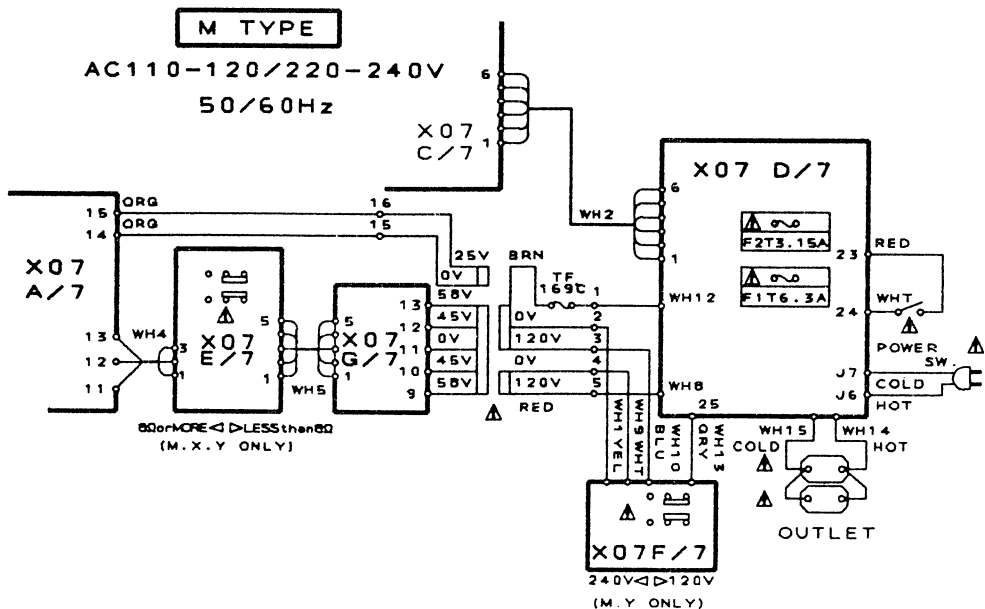 M TYPE
AC110-120/220-240V
50/60Hz
X07
C/7
6
1
X07 D/7
6
1
WH2
F2T3.15A
F1T6.3A
23
RED
24
WHT
POWER
SW.
J7
COLD
J6
HOT
X07
A/7
15
ORG
16
14
ORG
15
13
12
11
WH4
3
1
X07
E/7
5
1
WH5
5
1
X07
G/7
13
12
11
10
9
25V
0V
58V
45V
0V
45V
58V
BRN
TF
169℃
0V
120V
0V
120V
RED
1
2
3
4
5
WH12
WH8
25
8ΩorMORE◁ ▷LESSthan8Ω
(M.X.Y ONLY)
WH1 YEL
WH9 WHT
BLU
WH10
GRY
WH13
WH15
WH14
COLD
HOT
OUTLET
X07F/7
240V◁ ▷120V
(M.Y ONLY)